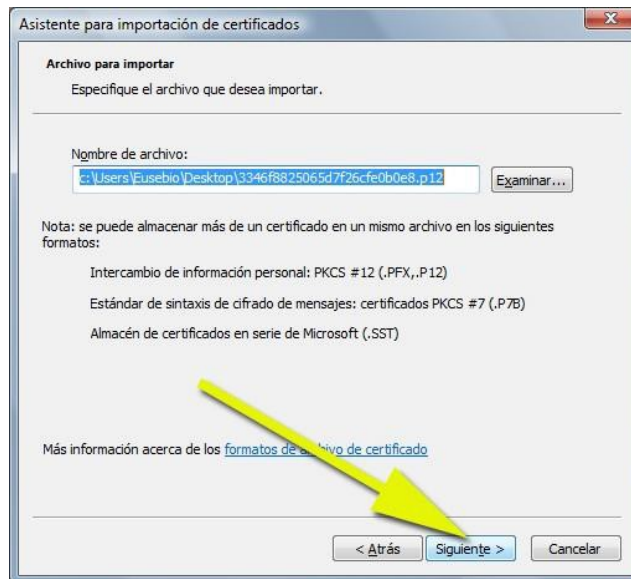 Asistente para importación de certificados
Archivo para importar
Especifique el archivo que desea importar.
Nombre de archivo:
c:\Users\Eusebio\Desktop\3346f8825065d7f26cfe0b0e8.p12
Examinar...
Nota: se puede almacenar más de un certificado en un mismo archivo en los siguientes
formatos:
Intercambio de información personal: PKCS #12 (.PFX,.P12)
Estándar de sintaxis de cifrado de mensajes: certificados PKCS #7 (.P7B)
Almacén de certificados en serie de Microsoft (.SST)
Más información acerca de los formatos de archivo de certificado
< Atrás Siguiente > Cancelar